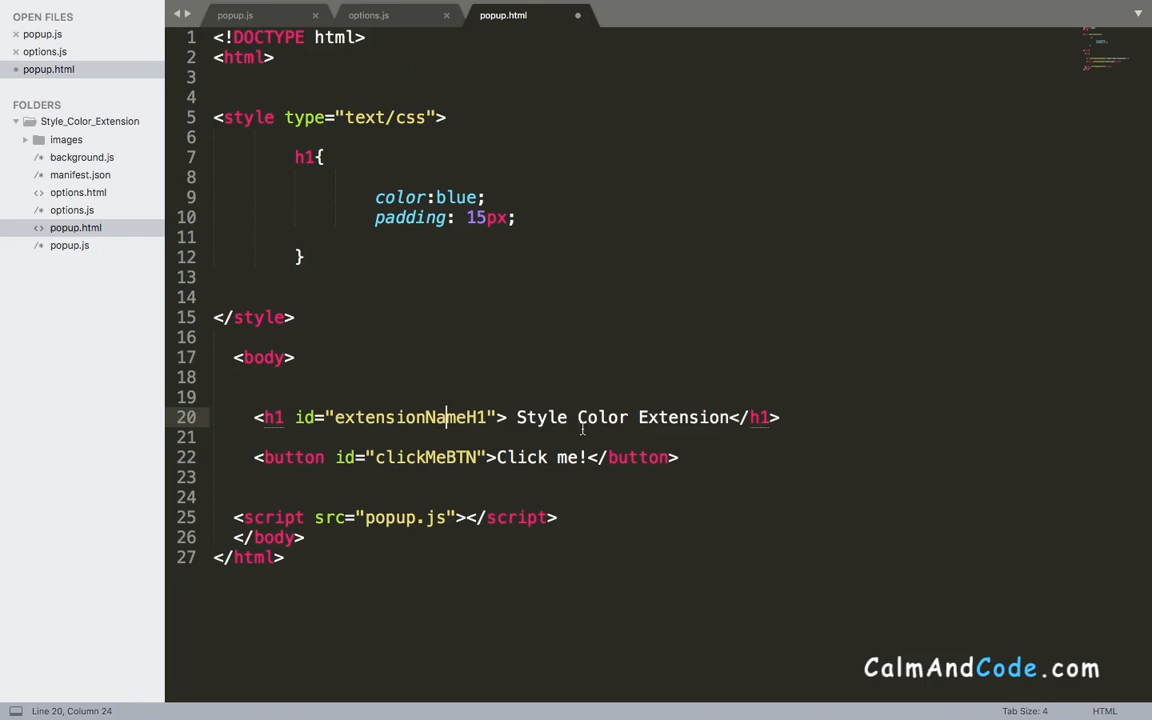 OPEN FILES
popup.js
options.js
popup.html
FOLDERS
Style_Color_Extension
images
background.js
manifest.json
options.html
options.js
popup.html
popup.js
popup.js
options.js
popup.html
1 <!DOCTYPE html>
2 <html>
3
4
5 <style type="text/css">
6
7 h1{
8
9 color:blue;
10 padding: 15px;
11
12 }
13
14
15 </style>
16
17 <body>
18
19
20 <h1 id="extensionNameH1"> Style Color Extension</h1>
21
22 <button id="clickMeBTN">Click me!</button>
23
24
25 <script src="popup.js"></script>
26 </body>
27 </html>
CalmAndCode.com
Line 20, Column 24
Tab Size: 4
HTML